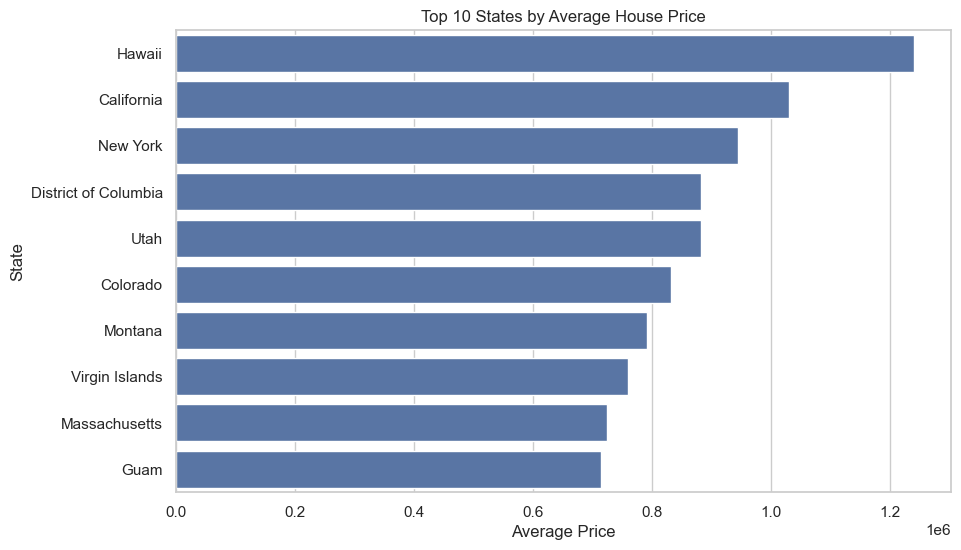 Top 10 States by Average House Price
State
Hawaii
California
New York
District of Columbia
Utah
Colorado
Montana
Virgin Islands
Massachusetts
Guam
0.0 0.2 0.4 0.6 0.8 1.0 1.2
1e6
Average Price